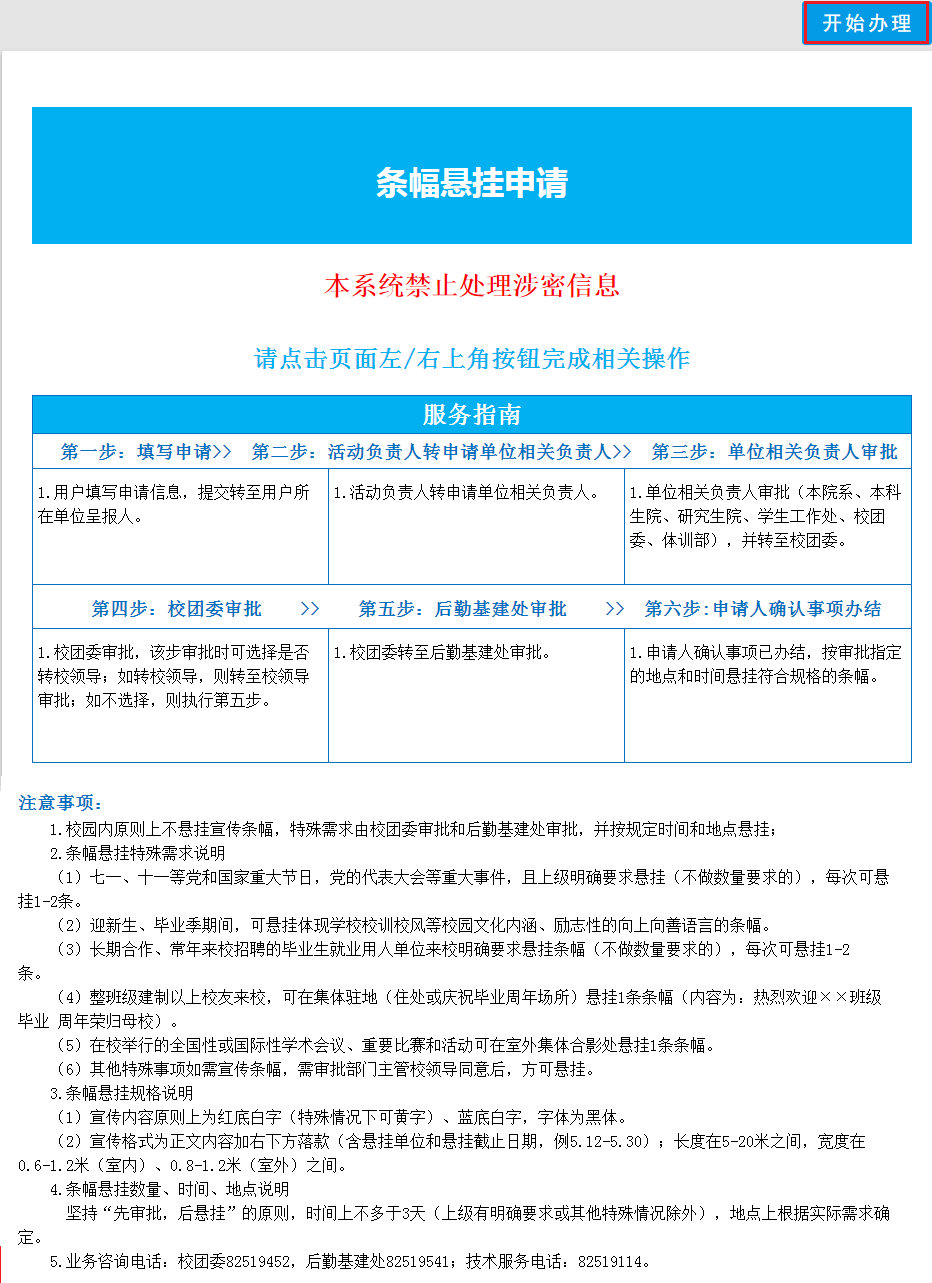 开始办理
条幅悬挂申请
本系统禁止处理涉密信息
请点击页面左/右上角按钮完成相关操作
服务指南
第一步：填写申请>> 第二步：活动负责人转申请单位相关负责人>> 第三步：单位相关负责人审批
1.用户填写申请信息，提交转至用户所
在单位呈报人。
1.活动负责人转申请单位相关负责人。
1.单位相关负责人审批（本院系、本科
生院、研究生院、学生工作处、校团
委、体训部），并转至校团委。
第四步：校团委审批 >> 第五步：后勤基建处审批 >> 第六步:申请人确认事项办结
1.校团委审批，该步审批时可选择是否
转校领导；如转校领导，则转至校领导
审批；如不选择，则执行第五步。
1.校团委转至后勤基建处审批。
1.申请人确认事项已办结，按审批指定
的地点和时间悬挂符合规格的条幅。
注意事项：
1.校园内原则上不悬挂宣传条幅，特殊需求由校团委审批和后勤基建处审批，并按规定时间和地点悬挂；
2.条幅悬挂特殊需求说明
（1）七一、十一等党和国家重大节日，党的代表大会等重大事件，且上级明确要求悬挂（不做数量要求的），每次可悬
挂1-2条。
（2）迎新生、毕业季期间，可悬挂体现学校校训校风等校园文化内涵、励志性的向上向善语言的条幅。
（3）长期合作、常年来校招聘的毕业生就业用人单位来校明确要求悬挂条幅（不做数量要求的），每次可悬挂1-2
条。
（4）整班级建制以上校友来校，可在集体驻地（住处或庆祝毕业周年场所）悬挂1条条幅（内容为：热烈欢迎××班级
毕业 周年荣归母校）。
（5）在校举行的全国性或国际性学术会议、重要比赛和活动可在室外集体合影处悬挂1条条幅。
（6）其他特殊事项如需宣传条幅，需审批部门主管校领导同意后，方可悬挂。
3.条幅悬挂规格说明
（1）宣传内容原则上为红底白字（特殊情况下可黄字）、蓝底白字，字体为黑体。
（2）宣传格式为正文内容加右下方落款（含悬挂单位和悬挂截止日期，例5.12-5.30）；长度在5-20米之间，宽度在
0.6-1.2米（室内）、0.8-1.2米（室外）之间。
4.条幅悬挂数量、时间、地点说明
坚持“先审批，后悬挂”的原则，时间上不多于3天（上级有明确要求或其他特殊情况除外），地点上根据实际需求确
定。
5.业务咨询电话：校团委82519452，后勤基建处82519541；技术服务电话：82519114。